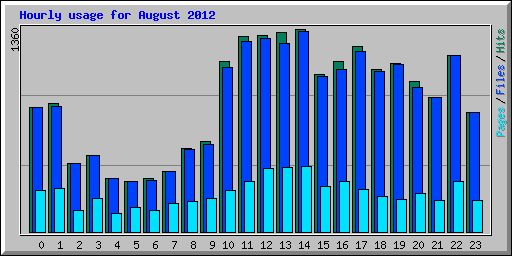 Hourly usage for August 2012
1360
Pages/Files/Hits
0 1 2 3 4 5 6 7 8 9 10 11 12 13 14 15 16 17 18 19 20 21 22 23